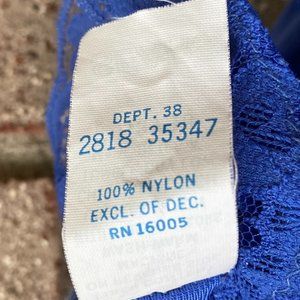 DEPT. 38
2818 35347
100% NYLON
EXCL. OF DEC.
RN 16005